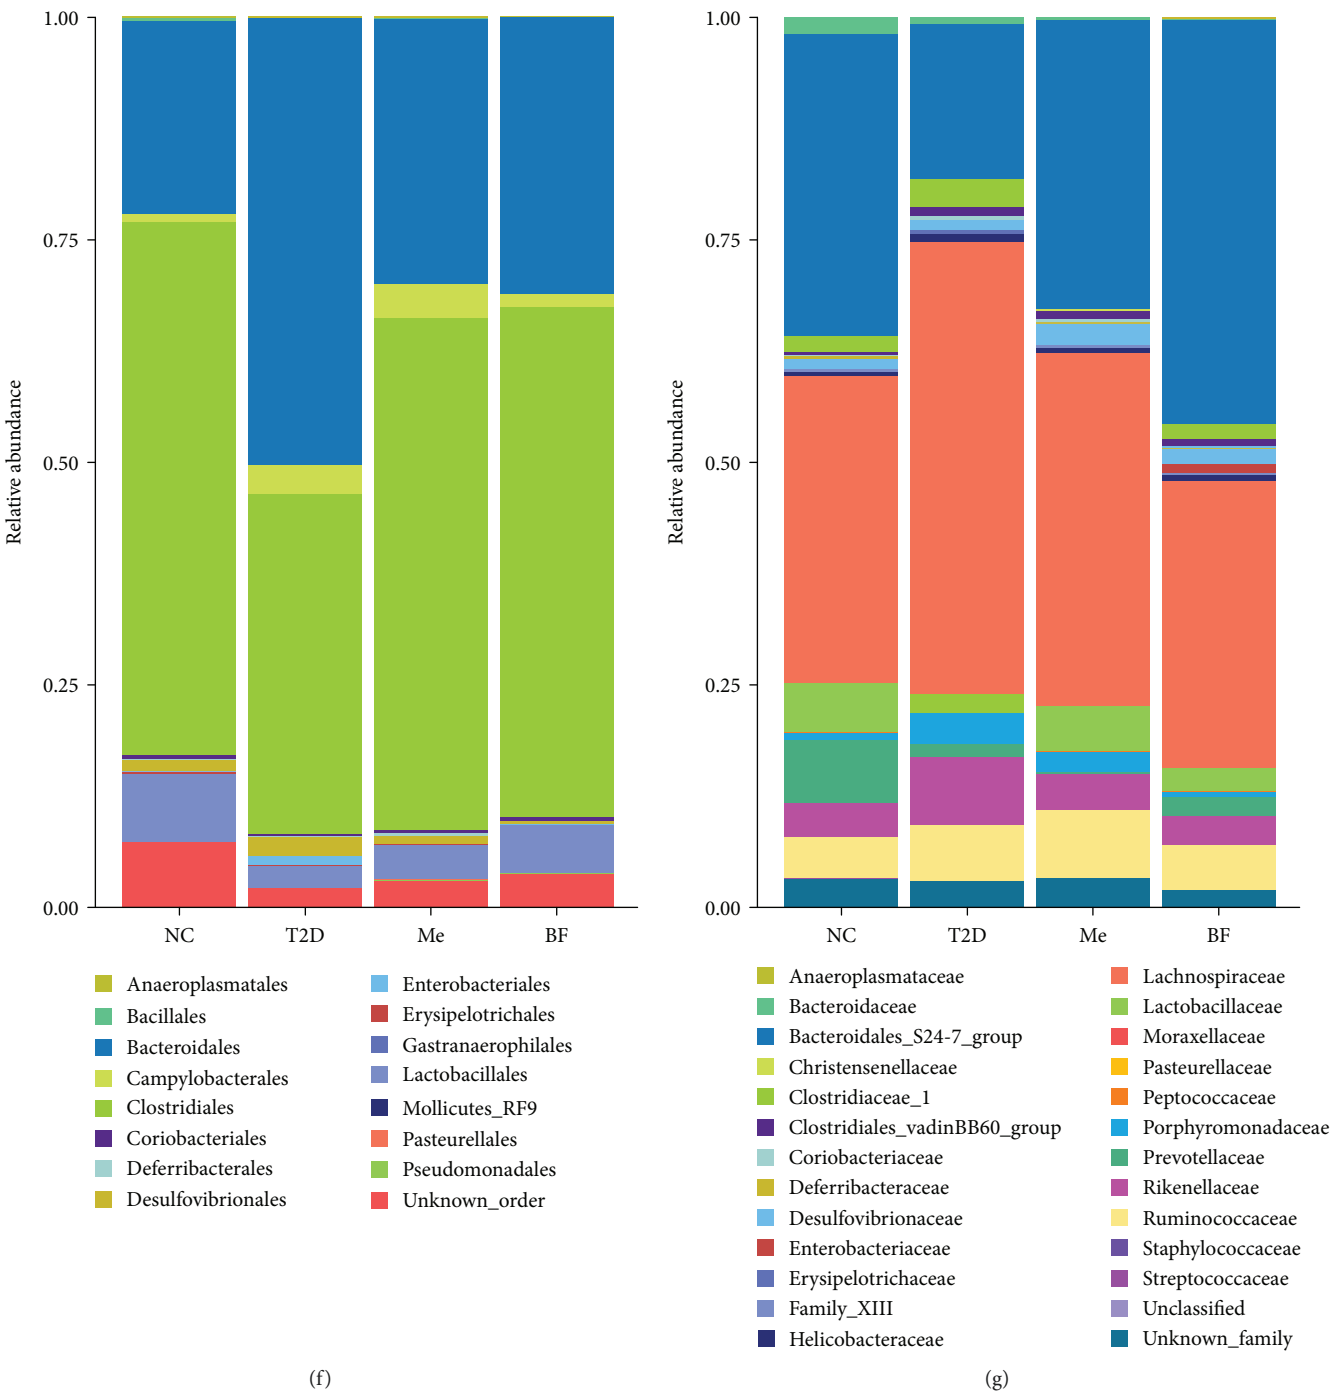 Relative abundance
1.00
0.75
0.50
0.25
0.00
NC T2D Me BF
Anaeroplasmatales
Bacillales
Bacteroidales
Campylobacterales
Clostridiales
Coriobacteriales
Deferribacterales
Desulfovibrionales
Enterobacteriales
Erysipelotrichales
Gastranaerophilales
Lactobacillales
Mollicutes_RF9
Pasteurellales
Pseudomonadales
Unknown_order
(f)
Relative abundance
1.00
0.75
0.50
0.25
0.00
NC T2D Me BF
Anaeroplasmataceae
Bacteroidaceae
Bacteroidales_S24-7_group
Christensenellaceae
Clostridiaceae_1
Clostridiales_vadinBB60_group
Coriobacteriaceae
Deferribacteraceae
Desulfovibrionaceae
Enterobacteriaceae
Erysipelotrichaceae
Family_XIII
Helicobacteraceae
Lachnospiraceae
Lactobacillaceae
Moraxellaceae
Pasteurellaceae
Peptococcaceae
Porphyromonadaceae
Prevotellaceae
Rikenellaceae
Ruminococcaceae
Staphylococcaceae
Streptococcaceae
Unclassified
Unknown_family
(g)